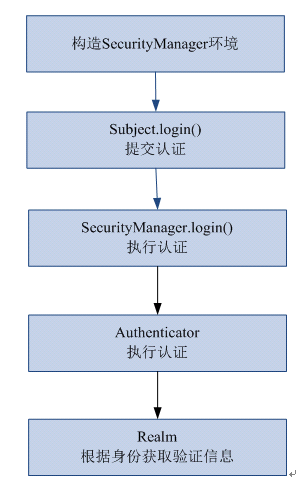 构造SecurityManager环境
Subject.login()
提交认证
SecurityManager.login()
执行认证
Authenticator
执行认证
Realm
根据身份获取验证信息